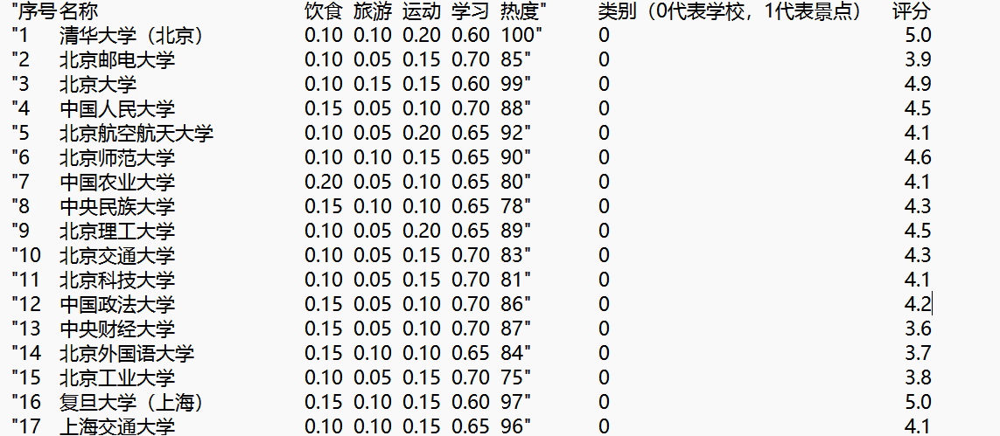 "序号 名称 饮食 旅游 运动 学习 热度" 类别（0代表学校，1代表景点） 评分
"1 清华大学（北京） 0.10 0.10 0.20 0.60 100" 0 5.0
"2 北京邮电大学 0.10 0.05 0.15 0.70 85" 0 3.9
"3 北京大学 0.10 0.15 0.15 0.60 99" 0 4.9
"4 中国人民大学 0.15 0.05 0.10 0.70 88" 0 4.5
"5 北京航空航天大学 0.10 0.05 0.20 0.65 92" 0 4.1
"6 北京师范大学 0.10 0.10 0.15 0.65 90" 0 4.6
"7 中国农业大学 0.20 0.05 0.10 0.65 80" 0 4.1
"8 中央民族大学 0.15 0.10 0.10 0.65 78" 0 4.3
"9 北京理工大学 0.10 0.05 0.20 0.65 89" 0 4.5
"10 北京交通大学 0.10 0.05 0.15 0.70 83" 0 4.3
"11 北京科技大学 0.10 0.05 0.15 0.70 81" 0 4.1
"12 中国政法大学 0.15 0.05 0.10 0.70 86" 0 4.2
"13 中央财经大学 0.15 0.05 0.10 0.70 87" 0 3.6
"14 北京外国语大学 0.15 0.10 0.10 0.65 84" 0 3.7
"15 北京工业大学 0.10 0.05 0.15 0.70 75" 0 3.8
"16 复旦大学（上海） 0.15 0.10 0.15 0.60 97" 0 5.0
"17 上海交通大学 0.10 0.10 0.15 0.65 96" 0 4.1